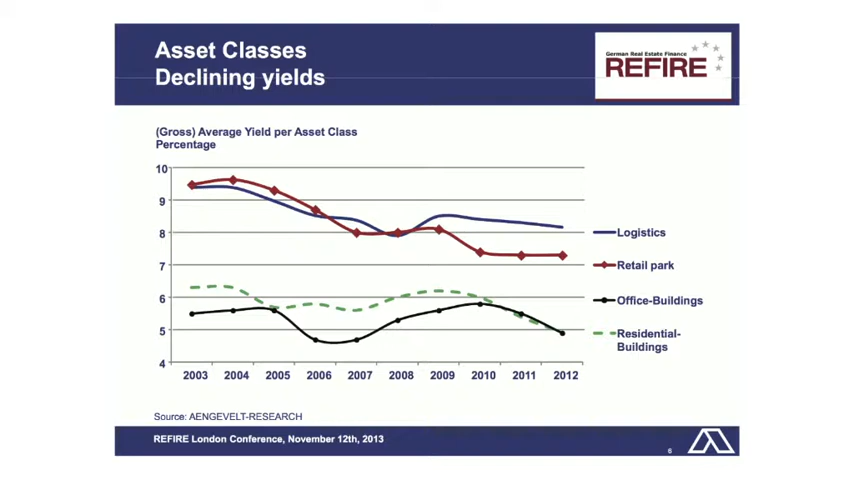 Asset Classes
Declining yields
German Real Estate Finance
REFIRE
(Gross) Average Yield per Asset Class
Percentage
10
9
8
7
6
5
4
2003 2004 2005 2006 2007 2008 2009 2010 2011 2012
Logistics
Retail park
Office-Buildings
Residential-
Buildings
Source: AENGEVELT-RESEARCH
REFIRE London Conference, November 12th, 2013
6